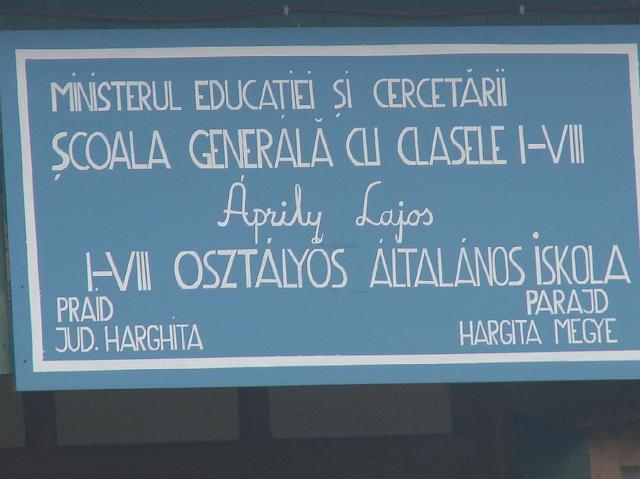 MINISTERUL EDUCAȚIEI ȘI CERCETĂRII
ȘCOALA GENERALĂ CU CLASELE I-VIII
Áprily Lajos
I-VIII OSZTÁLYOS ÁLTALÁNOS ISKOLA
PRAID PARAJD
JUD. HARGHITA HARGITA MEGYE